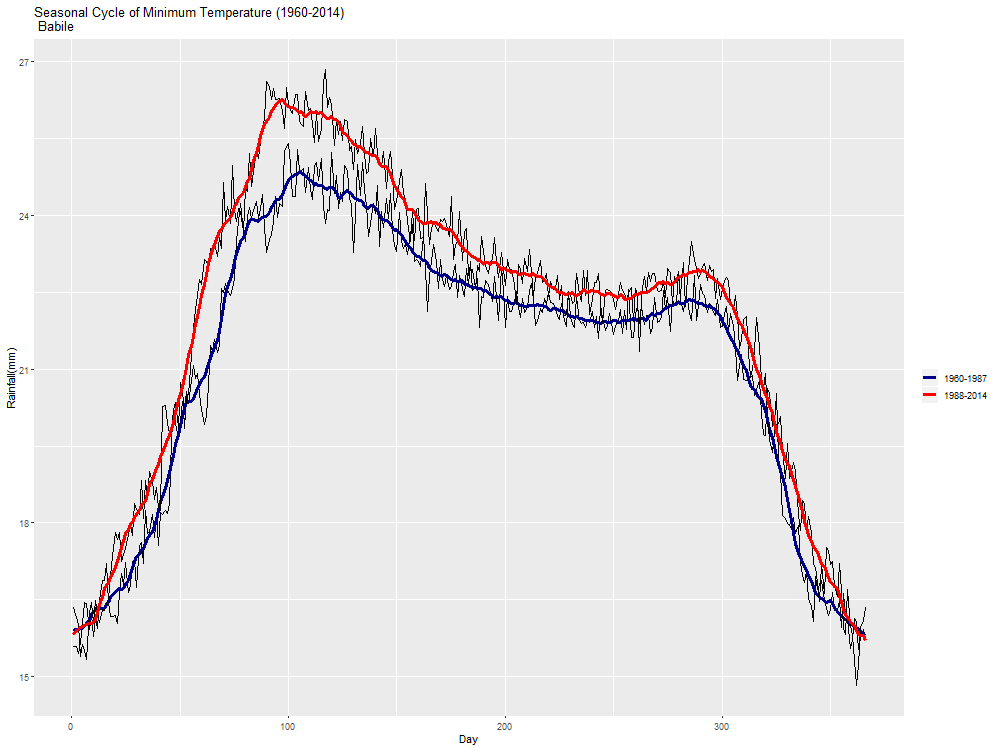 Seasonal Cycle of Minimum Temperature (1960-2014)
Babile
27
24
21
18
15
Rainfall(mm)
0 100 200 300
Day
1960-1987
1988-2014